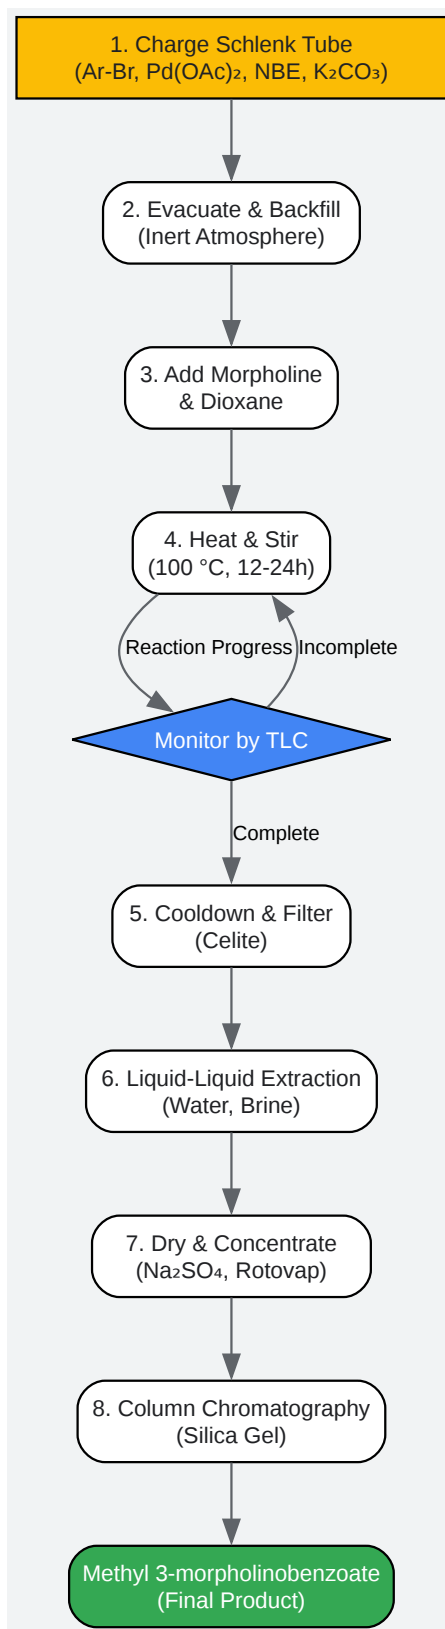 1. Charge Schlenk Tube
(Ar-Br, Pd(OAc)₂, NBE, K₂CO₃)
2. Evacuate & Backfill
(Inert Atmosphere)
3. Add Morpholine
& Dioxane
4. Heat & Stir
(100 °C, 12-24h)
Reaction Progress
Incomplete
Monitor by TLC
Complete
5. Cooldown & Filter
(Celite)
6. Liquid-Liquid Extraction
(Water, Brine)
7. Dry & Concentrate
(Na₂SO₄, Rotovap)
8. Column Chromatography
(Silica Gel)
Methyl 3-morpholinobenzoate
(Final Product)